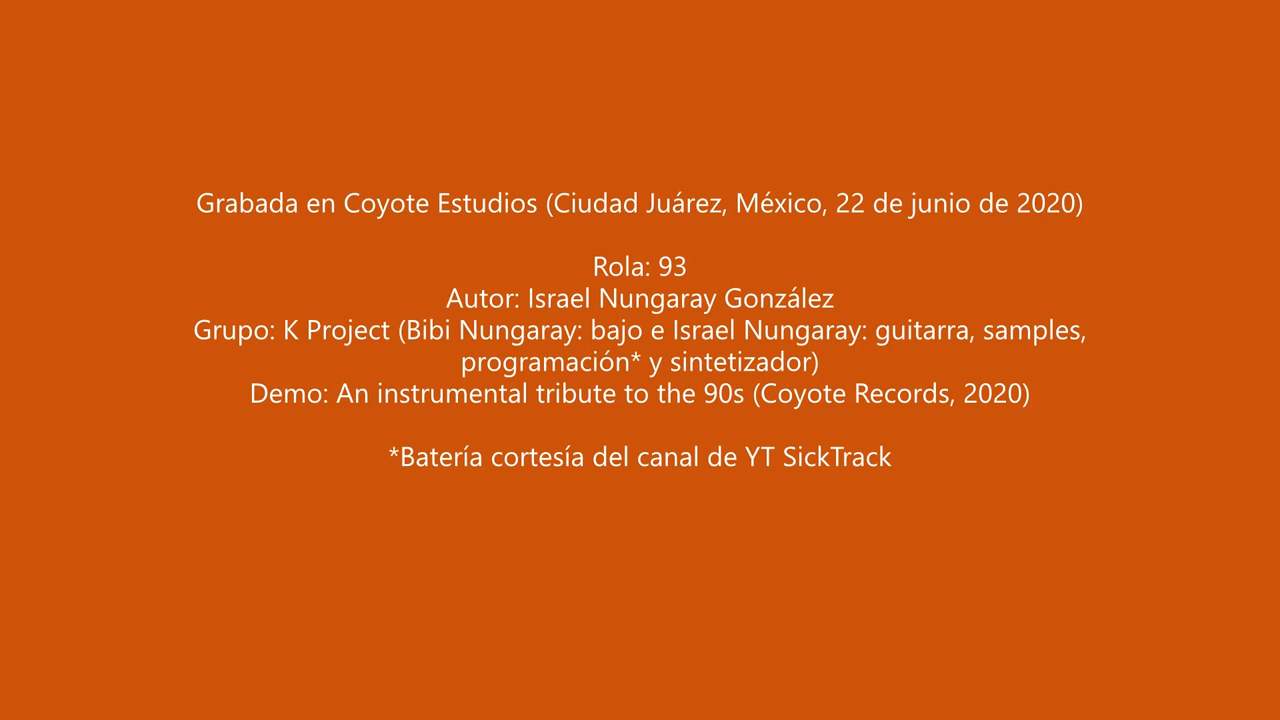 Grabada en Coyote Estudios (Ciudad Juárez, México, 22 de junio de 2020)
Rola: 93
Autor: Israel Nungaray González
Grupo: K Project (Bibi Nungaray: bajo e Israel Nungaray: guitarra, samples,
programación* y sintetizador)
Demo: An instrumental tribute to the 90s (Coyote Records, 2020)
*Batería cortesía del canal de YT SickTrack